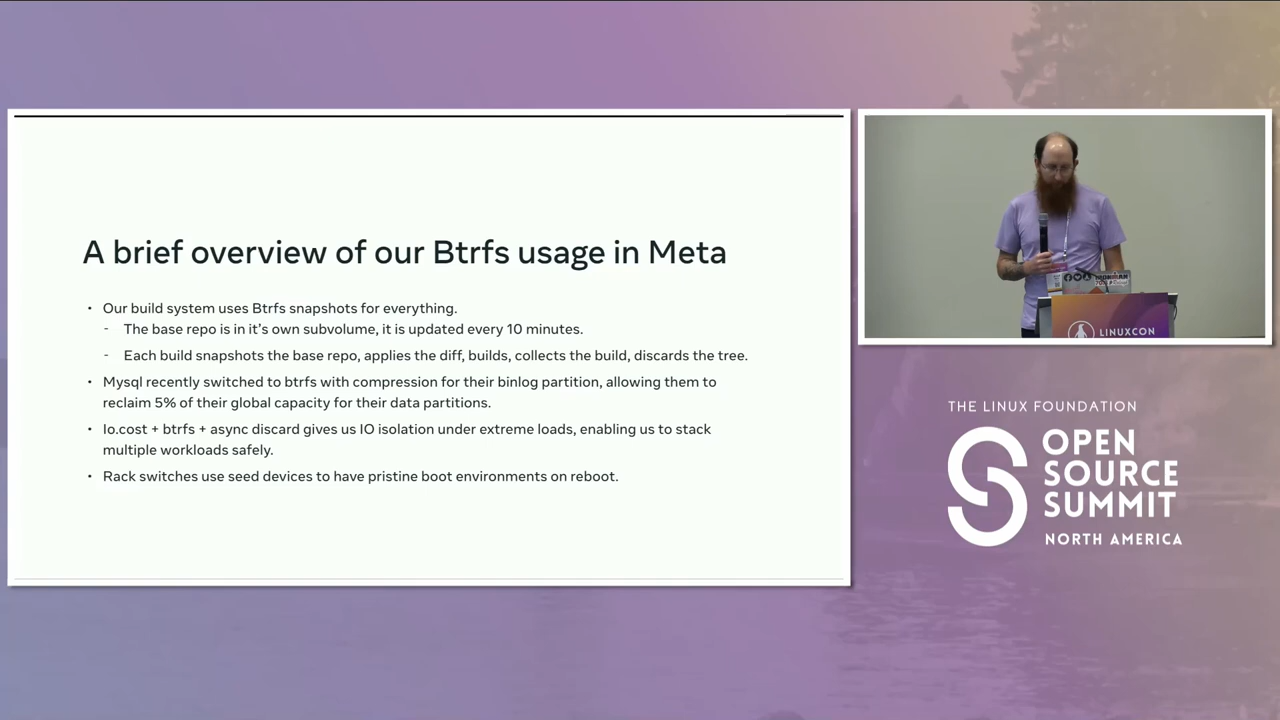 A brief overview of our Btrfs usage in Meta
• Our build system uses Btrfs snapshots for everything.
- The base repo is in it's own subvolume, it is updated every 10 minutes.
- Each build snapshots the base repo, applies the diff, builds, collects the build, discards the tree.
• Mysql recently switched to btrfs with compression for their binlog partition, allowing them to
reclaim 5% of their global capacity for their data partitions.
• Io.cost + btrfs + async discard gives us IO isolation under extreme loads, enabling us to stack
multiple workloads safely.
• Rack switches use seed devices to have pristine boot environments on reboot.
LINUXCON
THE LINUX FOUNDATION
OPEN
SOURCE
SUMMIT
NORTH AMERICA